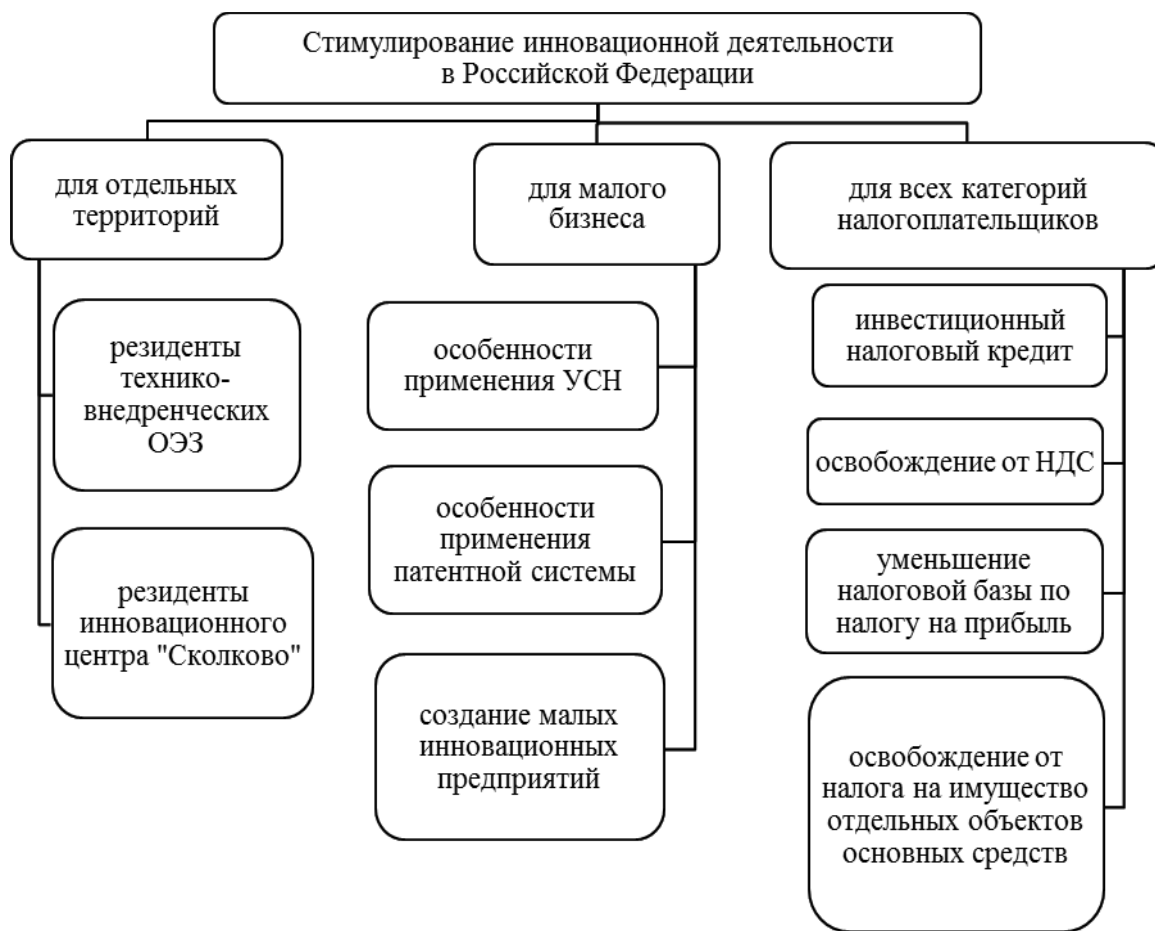 Стимулирование инновационной деятельности
в Российской Федерации
для отдельных
территорий
резиденты
технико-
внедренческих
ОЭЗ
резиденты
инновационного
центра "Сколково"
для малого
бизнеса
особенности
применения УСН
особенности
применения
патентной системы
создание малых
инновационных
предприятий
для всех категорий
налогоплательщиков
инвестиционный
налоговый кредит
освобождение от НДС
уменьшение
налоговой базы по
налогу на прибыль
освобождение от
налога на имущество
отдельных объектов
основных средств